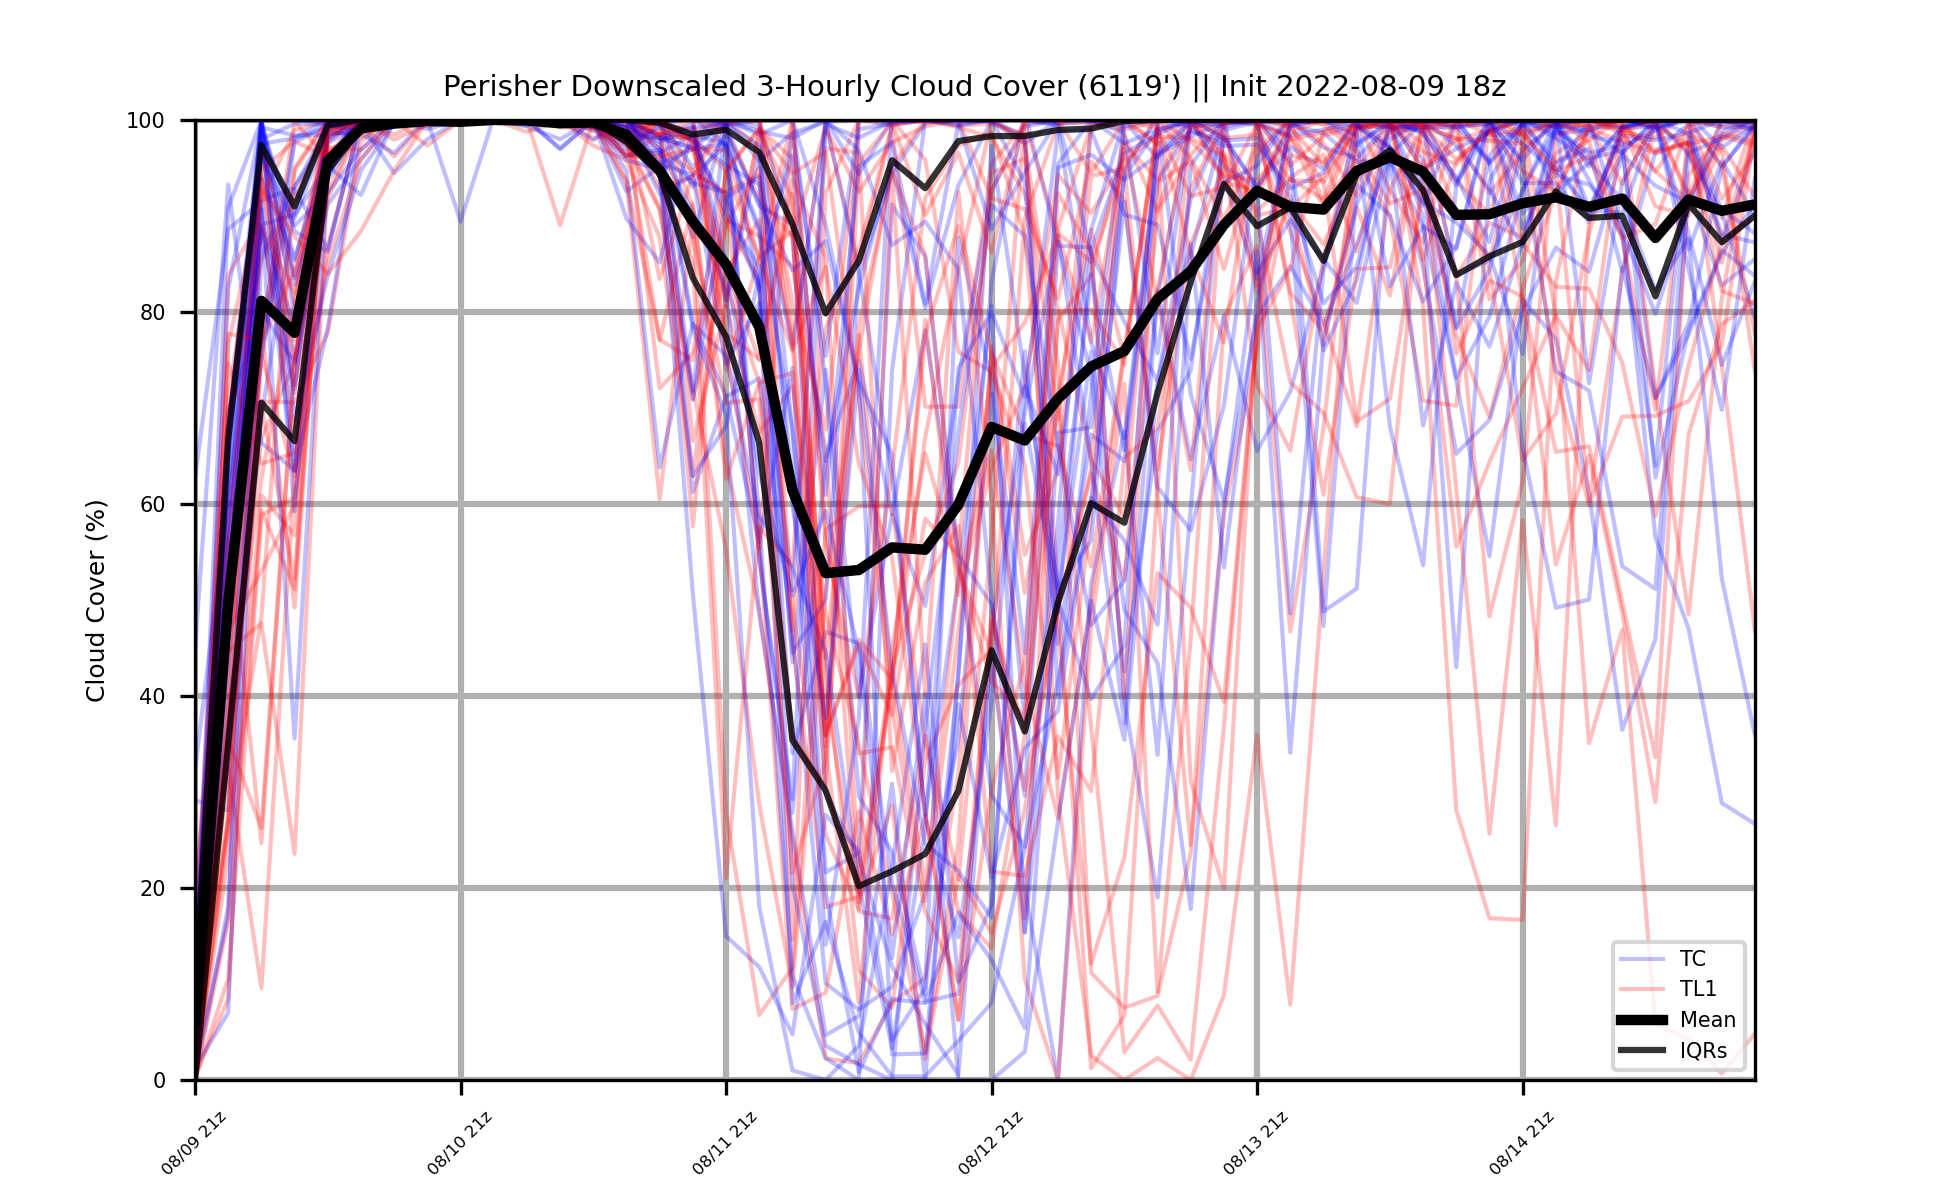 Perisher Downscaled 3-Hourly Cloud Cover (6119') || Init 2022-08-09 18z
100
80
60
40
20
0
Cloud Cover (%)
TC
TL1
Mean
IQRs
08/09 21z
08/10 21z
08/11 21z
08/12 21z
08/13 21z
08/14 21z